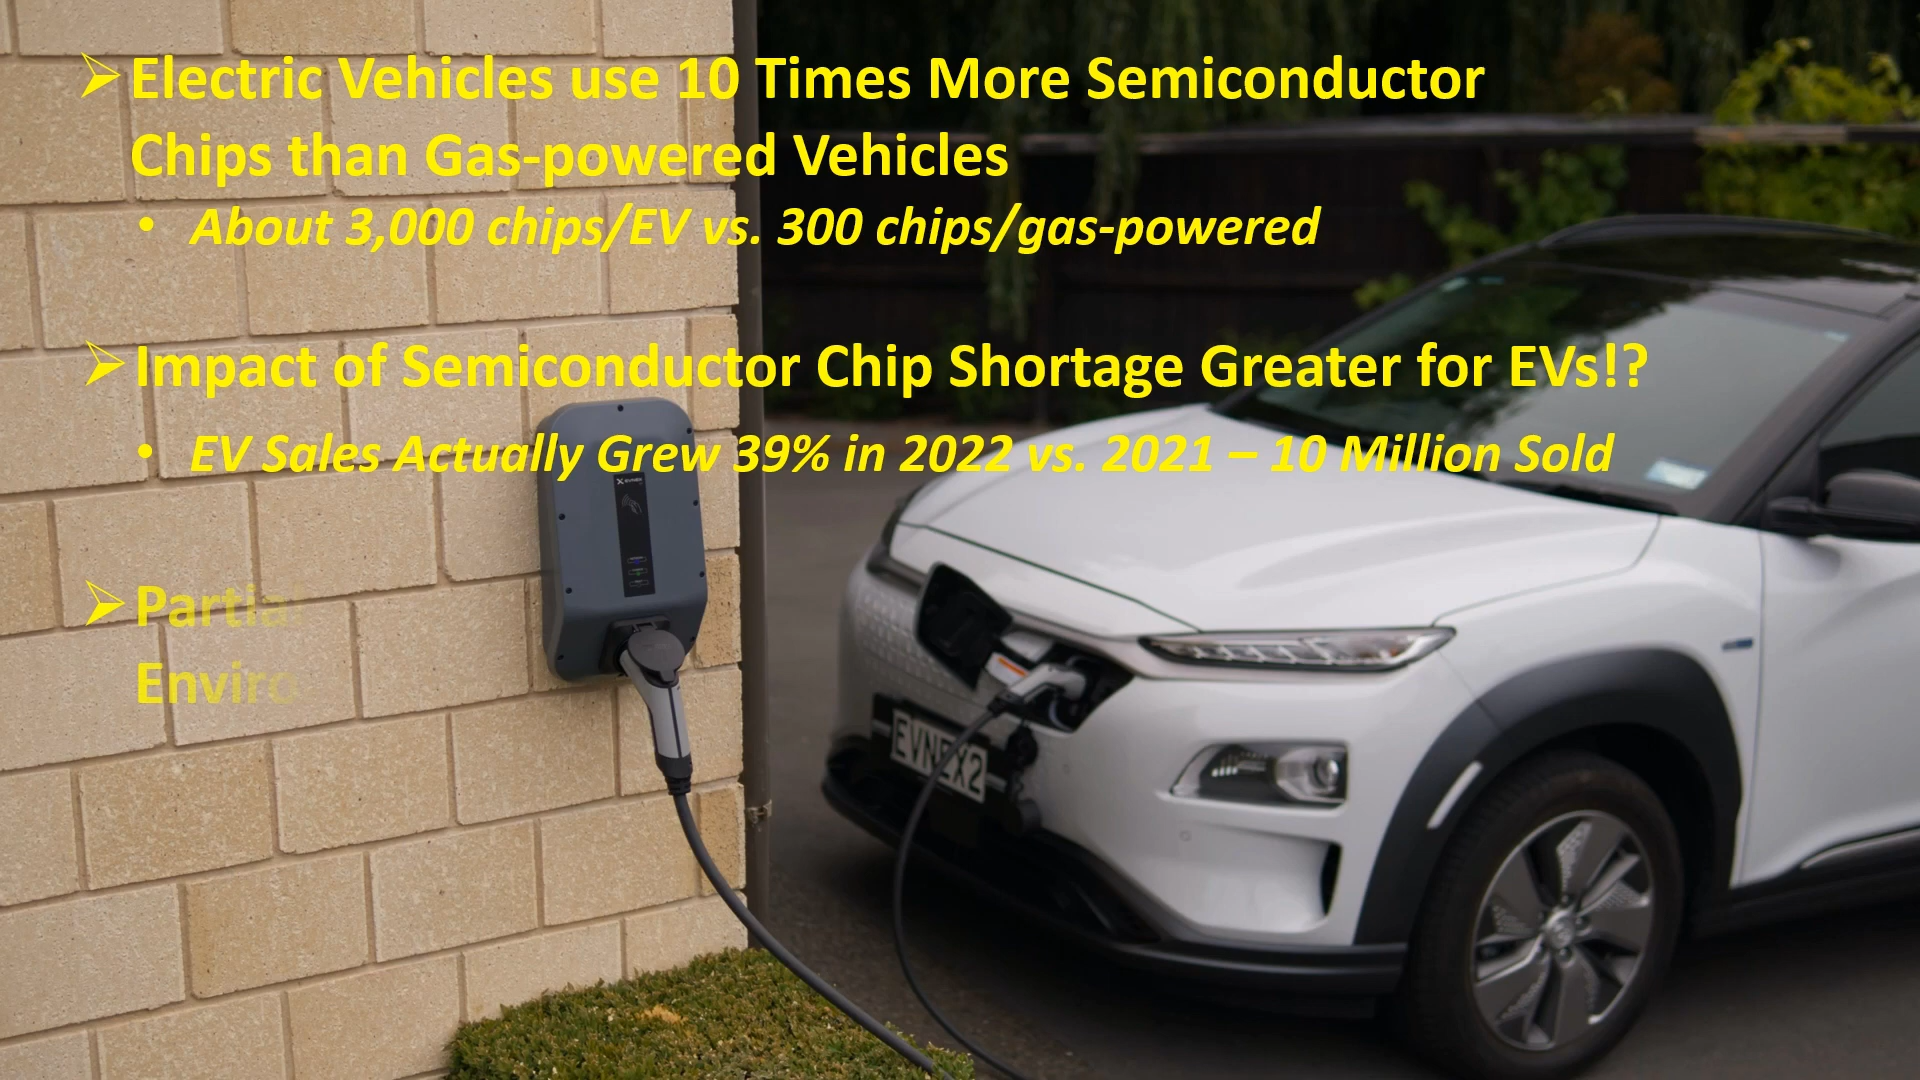 ➢Electric Vehicles use 10 Times More Semiconductor
Chips than Gas-powered Vehicles
• About 3,000 chips/EV vs. 300 chips/gas-powered
➢Impact of Semiconductor Chip Shortage Greater for EVs!?
• EV Sales Actually Grew 39% in 2022 vs. 2021 – 10 Million Sold
EVNEX
EVNEX2